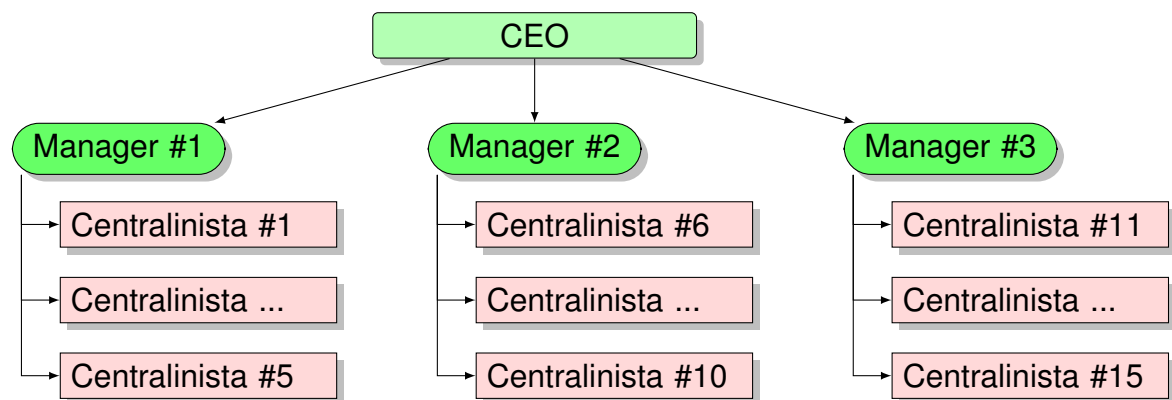 CEO
Manager #1
Manager #2
Manager #3
Centralinista #1
Centralinista #6
Centralinista #11
Centralinista ...
Centralinista ...
Centralinista ...
Centralinista #5
Centralinista #10
Centralinista #15